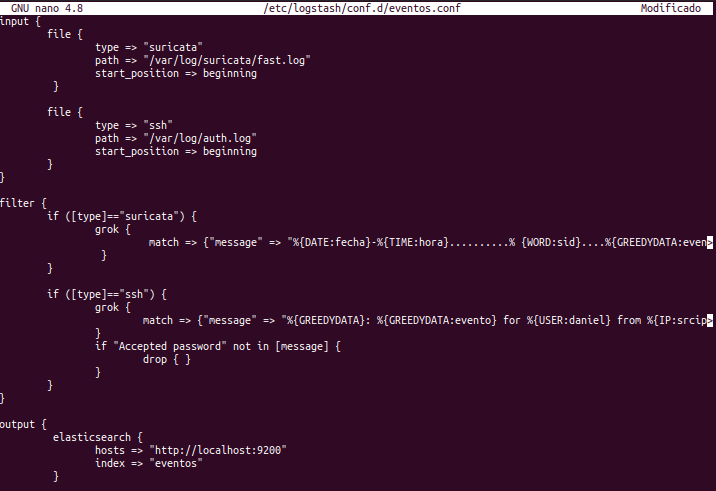 GNU nano 4.8 /etc/logstash/conf.d/eventos.conf Modificado
input {
        file {
                type => "suricata"
                path => "/var/log/suricata/fast.log"
                start_position => beginning
         }

        file {
                type => "ssh"
                path => "/var/log/auth.log"
                start_position => beginning
        }
}

filter {
        if ([type]=="suricata") {
                grok {
                         match => {"message" => "%{DATE:fecha}-%{TIME:hora}..........% {WORD:sid}....%{GREEDYDATA:even>
                 }
        }

        if ([type]=="ssh") {
                grok {
                        match => {"message" => "%{GREEDYDATA}: %{GREEDYDATA:evento} for %{USER:daniel} from %{IP:srcip>
                }
                if "Accepted password" not in [message] {
                        drop { }
                }
        }
}

output {
         elasticsearch {
                hosts => "http://localhost:9200"
                index => "eventos"
         }